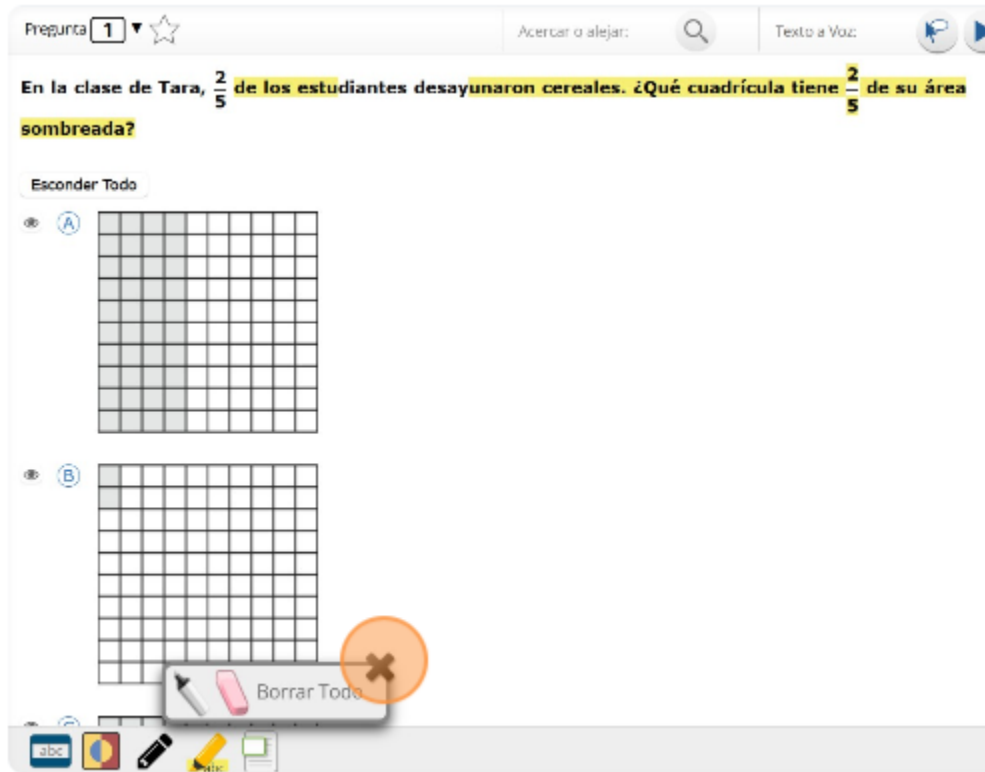 Pregunta 1 Acercar o alejar: Texto a Voz:
En la clase de Tara, 2/5 de los estudiantes desayunaron cereales. ¿Qué cuadrícula tiene 2/5 de su área
sombreada?
Esconder Todo
A
B
Borrar Todo
C
abc
abc